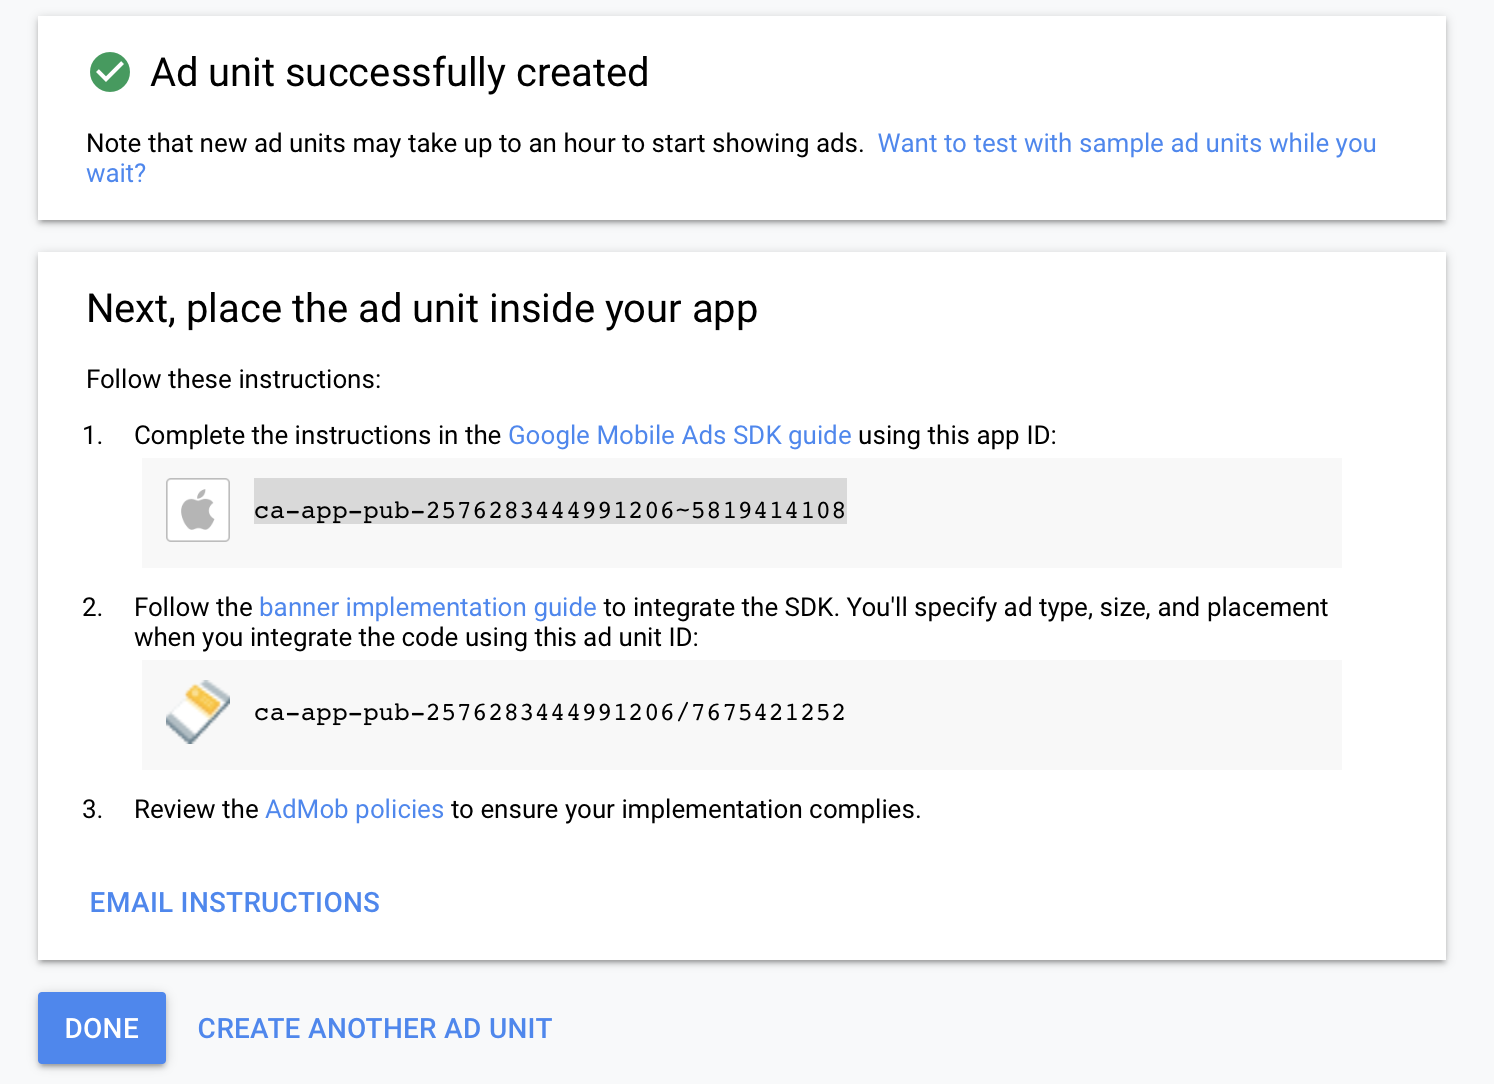 Ad unit successfully created
Note that new ad units may take up to an hour to start showing ads. Want to test with sample ad units while you
wait?
Next, place the ad unit inside your app
Follow these instructions:
1. Complete the instructions in the Google Mobile Ads SDK guide using this app ID:
ca-app-pub-2576283444991206~5819414108
2. Follow the banner implementation guide to integrate the SDK. You'll specify ad type, size, and placement
when you integrate the code using this ad unit ID:
ca-app-pub-2576283444991206/7675421252
3. Review the AdMob policies to ensure your implementation complies.
EMAIL INSTRUCTIONS
DONE CREATE ANOTHER AD UNIT